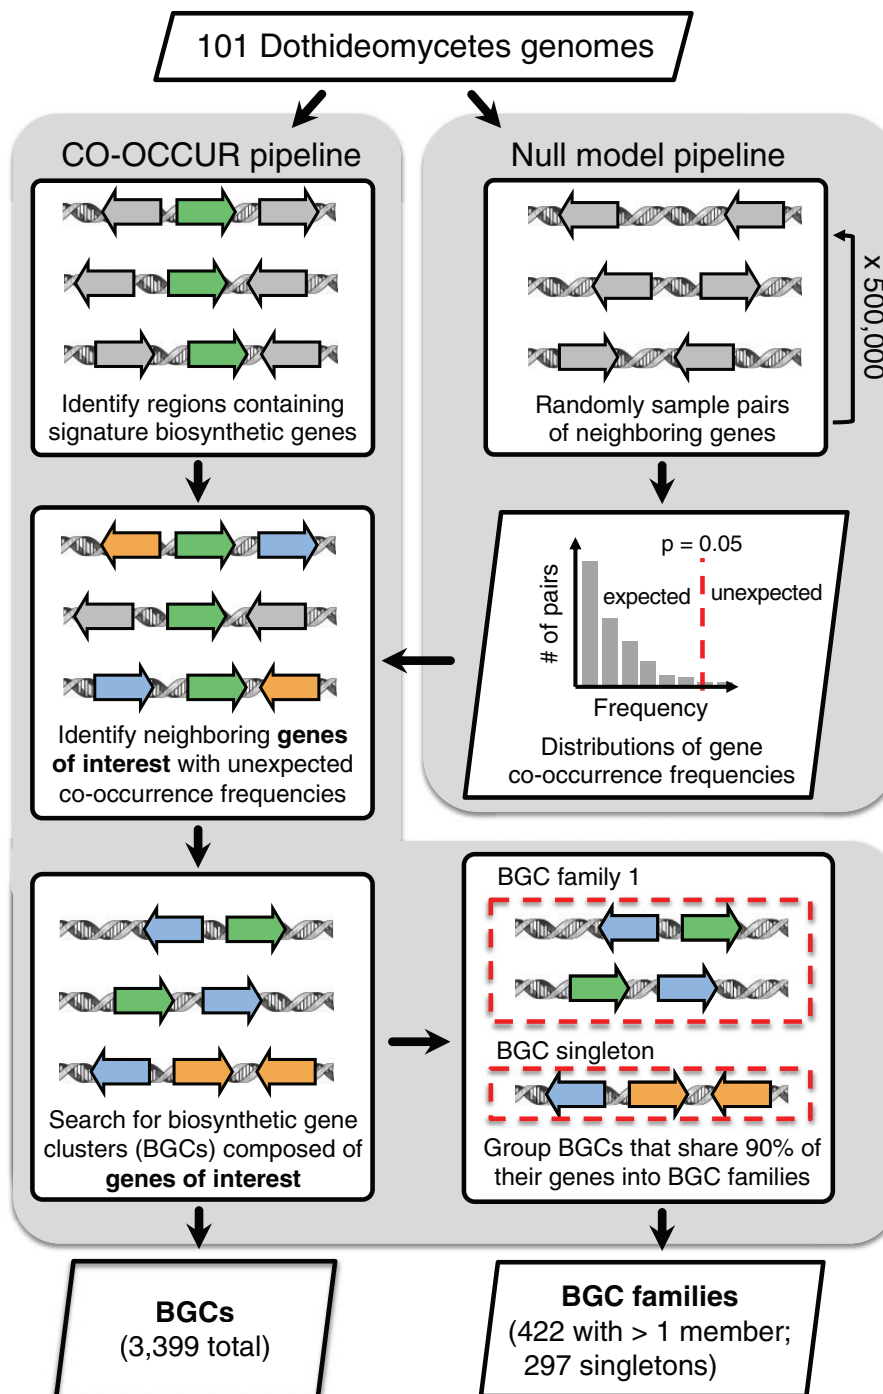 101 Dothideomycetes genomes
CO-OCCUR pipeline
Identify regions containing
signature biosynthetic genes
Null model pipeline
x 500,000
Randomly sample pairs
of neighboring genes
p = 0.05
expected
unexpected
# of pairs
Frequency
Distributions of gene
co-occurrence frequencies
Identify neighboring genes
of interest with unexpected
co-occurrence frequencies
Search for biosynthetic gene
clusters (BGCs) composed of
genes of interest
BGC family 1
BGC singleton
Group BGCs that share 90% of
their genes into BGC families
BGCs
(3,399 total)
BGC families
(422 with > 1 member;
297 singletons)